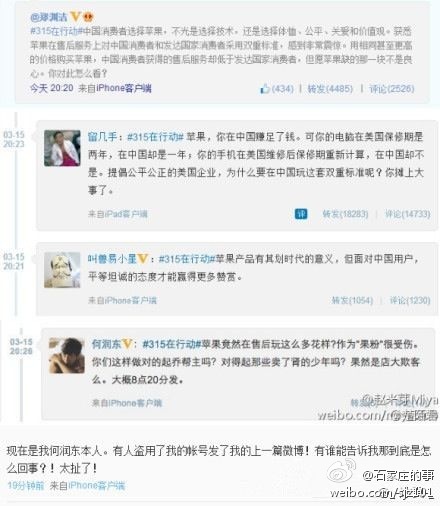 @郑渊洁
#315在行动#中国消费者选择苹果，不光是选择技术，还是选择体恤、公平、关爱和价值观。获悉
苹果在售后服务上对中国消费者和发达国家消费者采用双重标准，感到非常震惊。用相同甚至更高
的价格购买苹果，中国消费者获得的售后服务却低于发达国家消费者，但愿苹果缺的那一块不是良
心。你对此怎么看？
今天 20:20 来自iPhone客户端
(434) | 转发(4485) | 评论(2526)
03-15
20:23
留几手：#315在行动# 苹果，你在中国赚足了钱。可你的电脑在美国保修期是
两年，在中国却是一年；你的手机在美国维修后保修期重新计算，在中国却不
是。提倡公平公正的美国企业，为什么要在中国玩这套双重标准呢？你摊上大
事了。
来自iPad客户端
评 转发(18283) | 评论(14733)
03-15
20:21
叫兽易小星：#315在行动#苹果产品有其划时代的意义，但面对中国用户，
平等坦诚的态度才能赢得更多赞赏。
来自iPhone客户端
转发(1054) | 评论(1230)
03-15
20:26
何润东：#315在行动#苹果竟然在售后玩这么多花样？作为“果粉”很受伤。
你们这样做对的起乔帮主吗？对得起那些卖了肾的少年吗？果然是店大欺客
么。大概8点20分发。
来自iPhone客户端
@赵米芽Miya
现在是我何润东本人。有人盗用了我的帐号发了我的上一篇微博！有谁能告诉我那到底是怎
么回事？！太扯了！
19分钟前 来自iPhone客户端
@石家庄的事